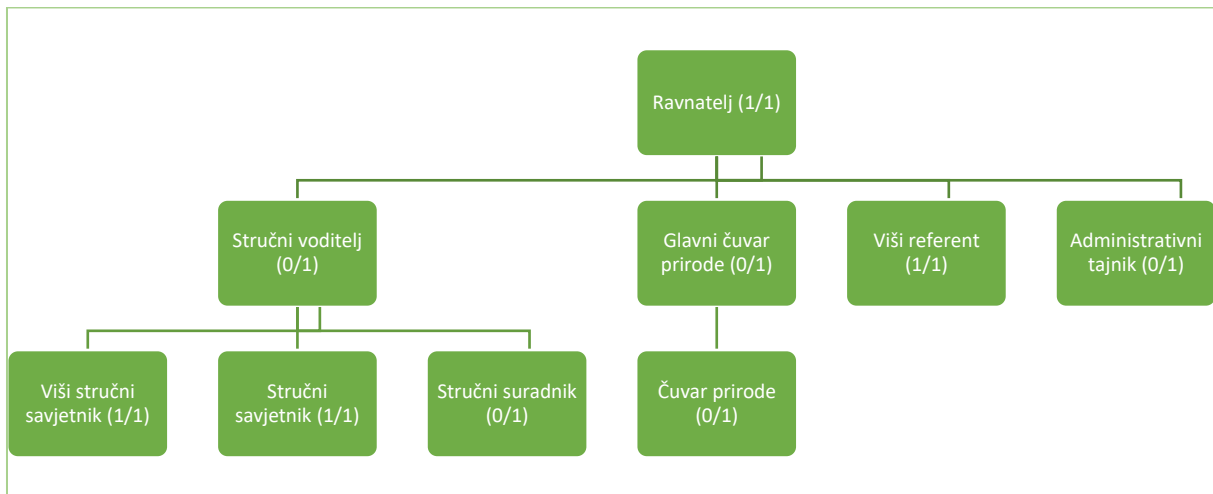 Ravnatelj (1/1)
Stručni voditelj
(0/1)
Glavni čuvar
prirode (0/1)
Viši referent
(1/1)
Administrativni
tajnik (0/1)
Viši stručni
savjetnik (1/1)
Stručni
savjetnik (1/1)
Stručni suradnik
(0/1)
Čuvar prirode
(0/1)